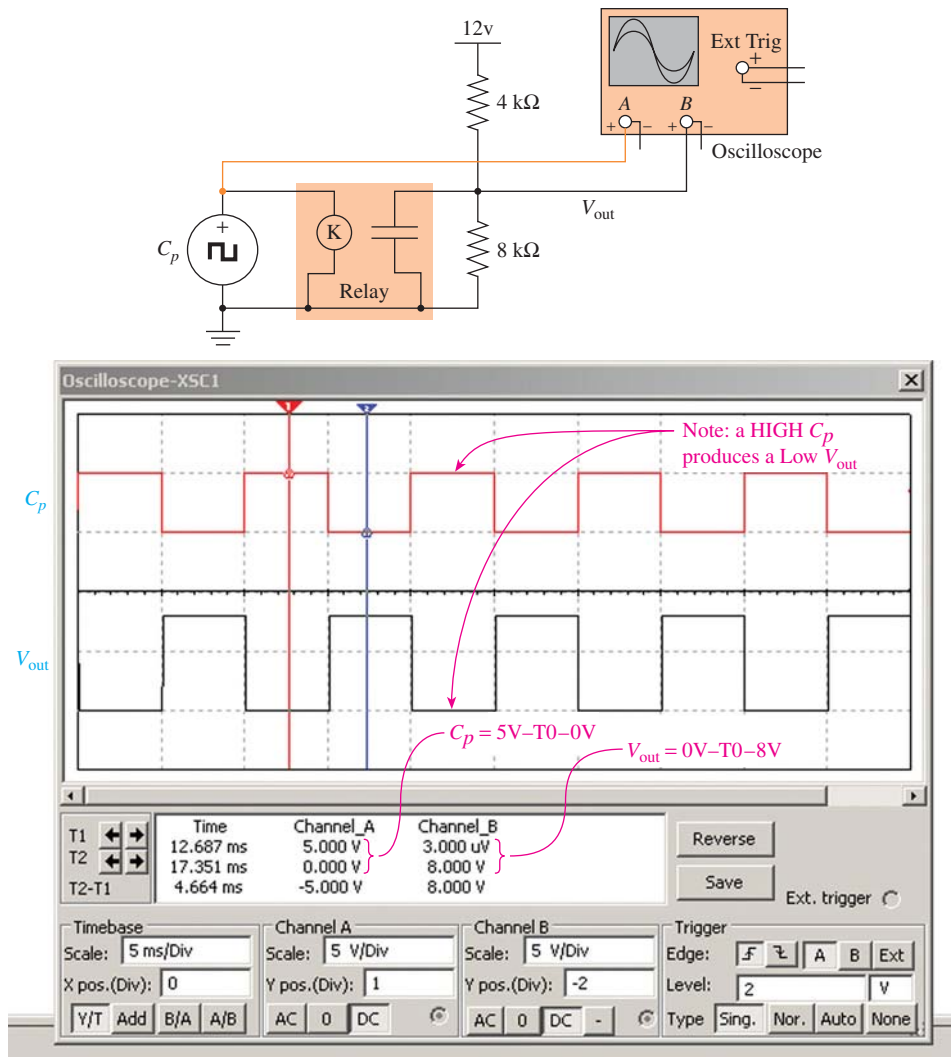 12v
Ext Trig
+
−
4 kΩ
A
B
+ − + −
Oscilloscope
Vout
Cp
+
K
8 kΩ
Relay
Oscilloscope-XSC1
1
2
Note: a HIGH Cp
produces a Low Vout
Cp
Vout
Cp = 5V–T0–0V
Vout = 0V–T0–8V
Time Channel_A Channel_B
T1 12.687 ms 5.000 V 3.000 uV
T2 17.351 ms 0.000 V 8.000 V
T2-T1 4.664 ms -5.000 V 8.000 V
Reverse
Save
Ext. trigger
Timebase
Scale: 5 ms/Div
X pos.(Div): 0
Y/T Add B/A A/B
Channel A
Scale: 5 V/Div
Y pos.(Div): 1
AC 0 DC
Channel B
Scale: 5 V/Div
Y pos.(Div): -2
AC 0 DC -
Trigger
Edge: A B Ext
Level: 2 V
Type Sing. Nor. Auto None